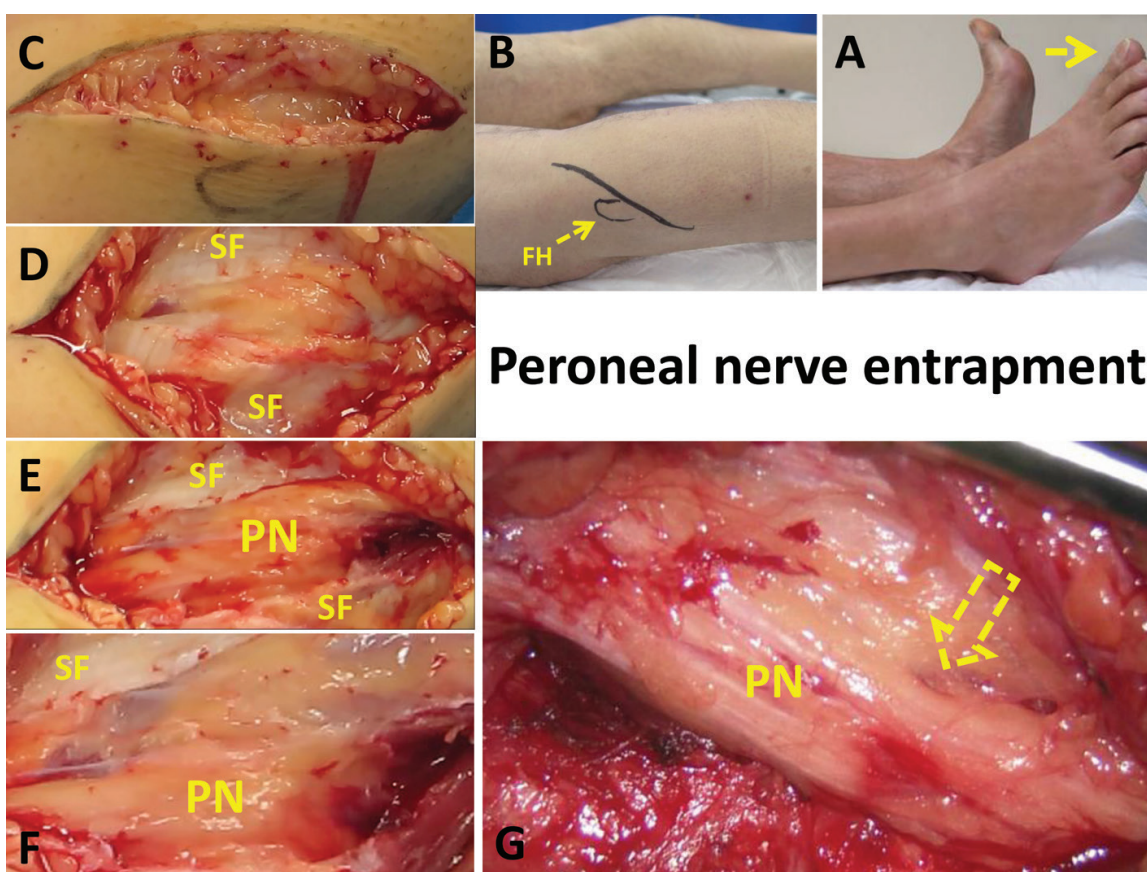 C
B
A
FH
D
SF
SF
Peroneal nerve entrapment
E
SF
PN
SF
SF
PN
F
PN
G